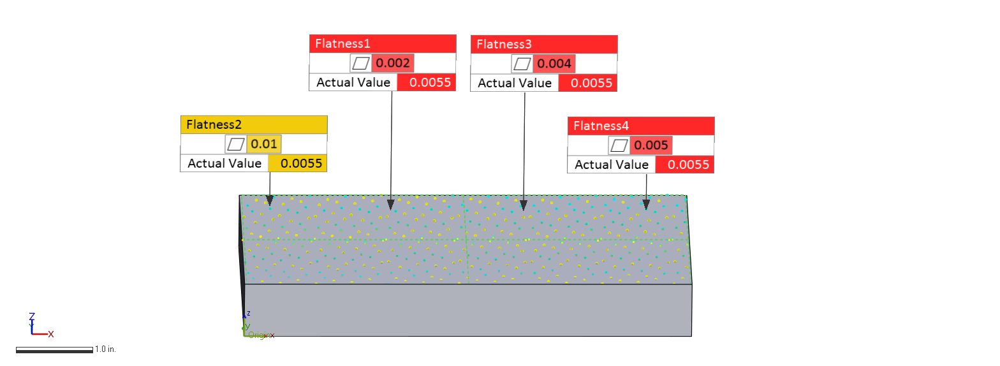 Flatness1
0.002
Actual Value 0.0055
Flatness3
0.004
Actual Value 0.0055
Flatness2
0.01
Actual Value 0.0055
Flatness4
0.005
Actual Value 0.0055
Z
Y
X
1.0 in.
z
y
Origin x